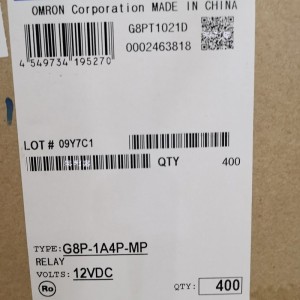 OMRON Corporation MADE IN CHINA
G8PT1021D
0002463818
4 549734 195270
LOT # 09Y7C1
QTY 400
TYPE: G8P-1A4P-MP
RELAY
VOLTS: 12VDC
Ro
QTY: 400